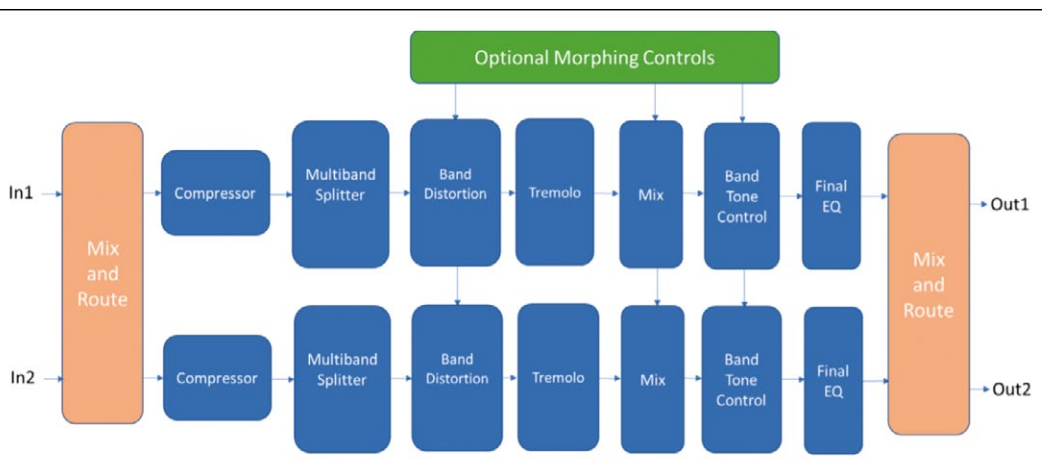 Optional Morphing Controls
In1
Mix
and
Route
Compressor
Multiband
Splitter
Band
Distortion
Tremolo
Mix
Band
Tone
Control
Final
EQ
Mix
and
Route
Out1
In2
Compressor
Multiband
Splitter
Band
Distortion
Tremolo
Mix
Band
Tone
Control
Final
EQ
Out2